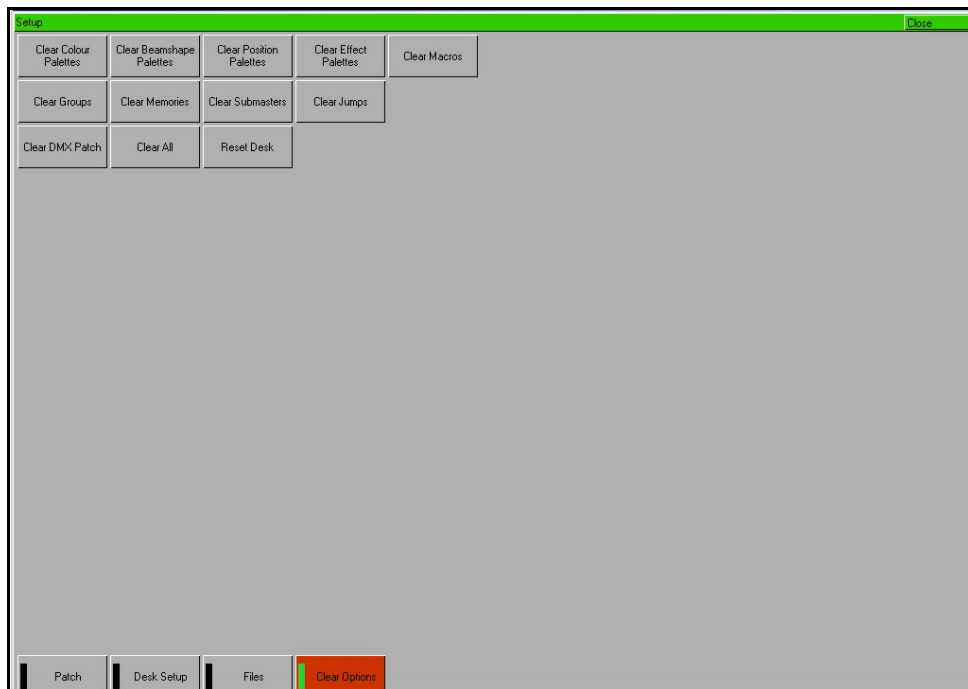 Setup Close
Clear Colour Clear Beamshape Clear Position Clear Effect Clear Macros
Palettes Palettes Palettes Palettes
Clear Groups Clear Memories Clear Submasters Clear Jumps
Clear DMX Patch Clear All Reset Desk
Patch Desk Setup Files Clear Options